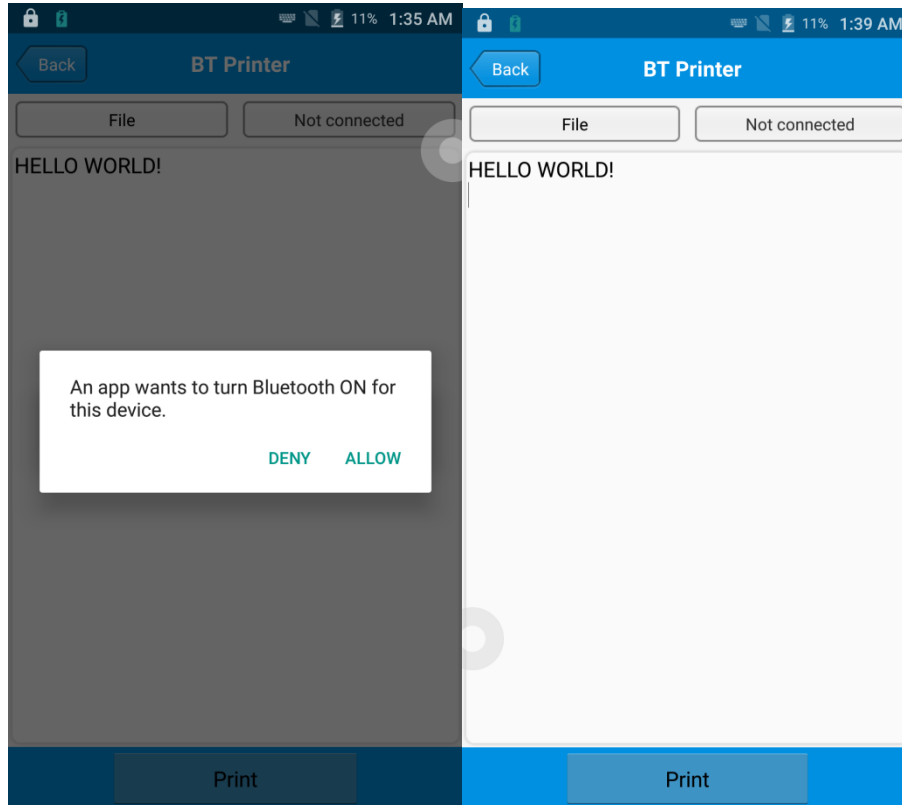 11% 1:35 AM
Back
BT Printer
File
Not connected
HELLO WORLD!
An app wants to turn Bluetooth ON for
this device.
DENY
ALLOW
Print
11% 1:39 AM
Back
BT Printer
File
Not connected
HELLO WORLD!
Print